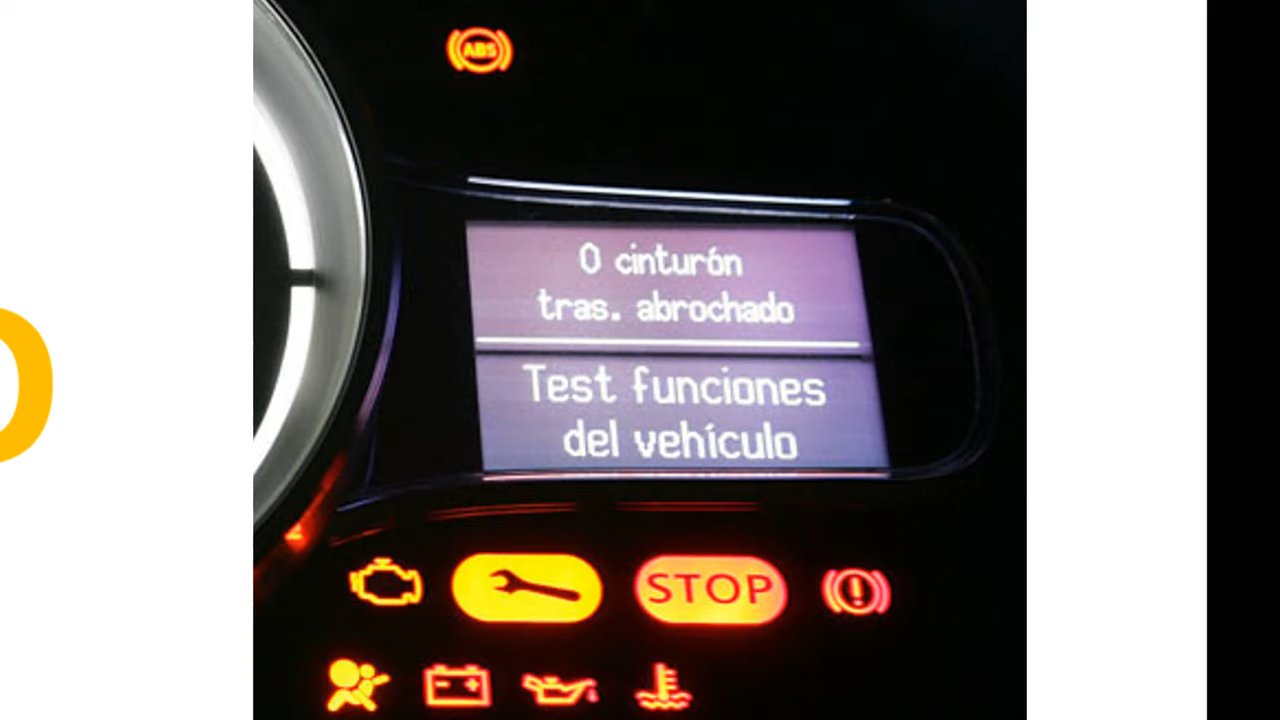 ABS
0 cinturón
tras. abrochado
Test funciones
del vehículo
STOP